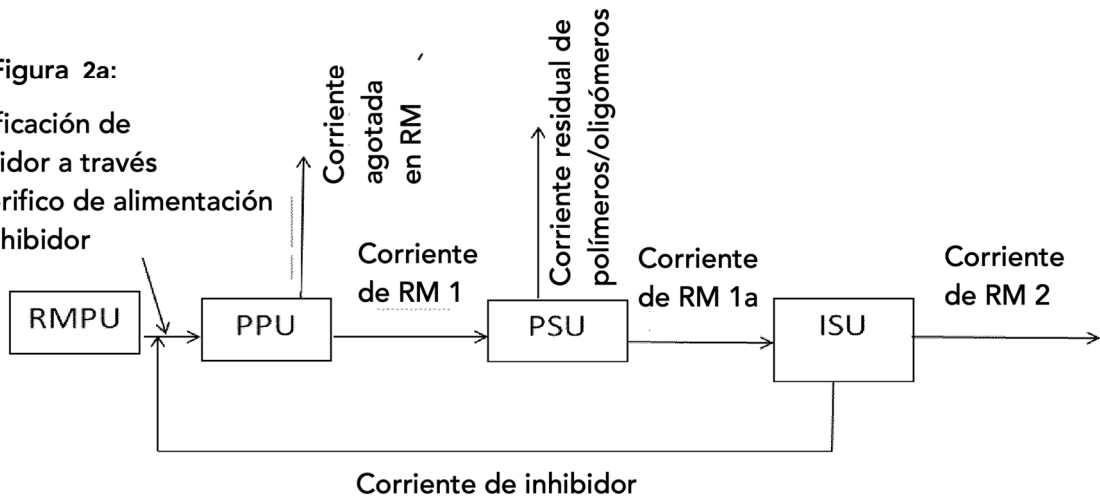 Figura 2a:
ficación de
idor a través
rifico de alimentación
hibidor
Corriente
agotada
en RM
Corriente residual de
polímeros/oligómeros
Corriente
de RM 1
Corriente
de RM 1a
Corriente
de RM 2
RMPU
PPU
PSU
ISU
Corriente de inhibidor